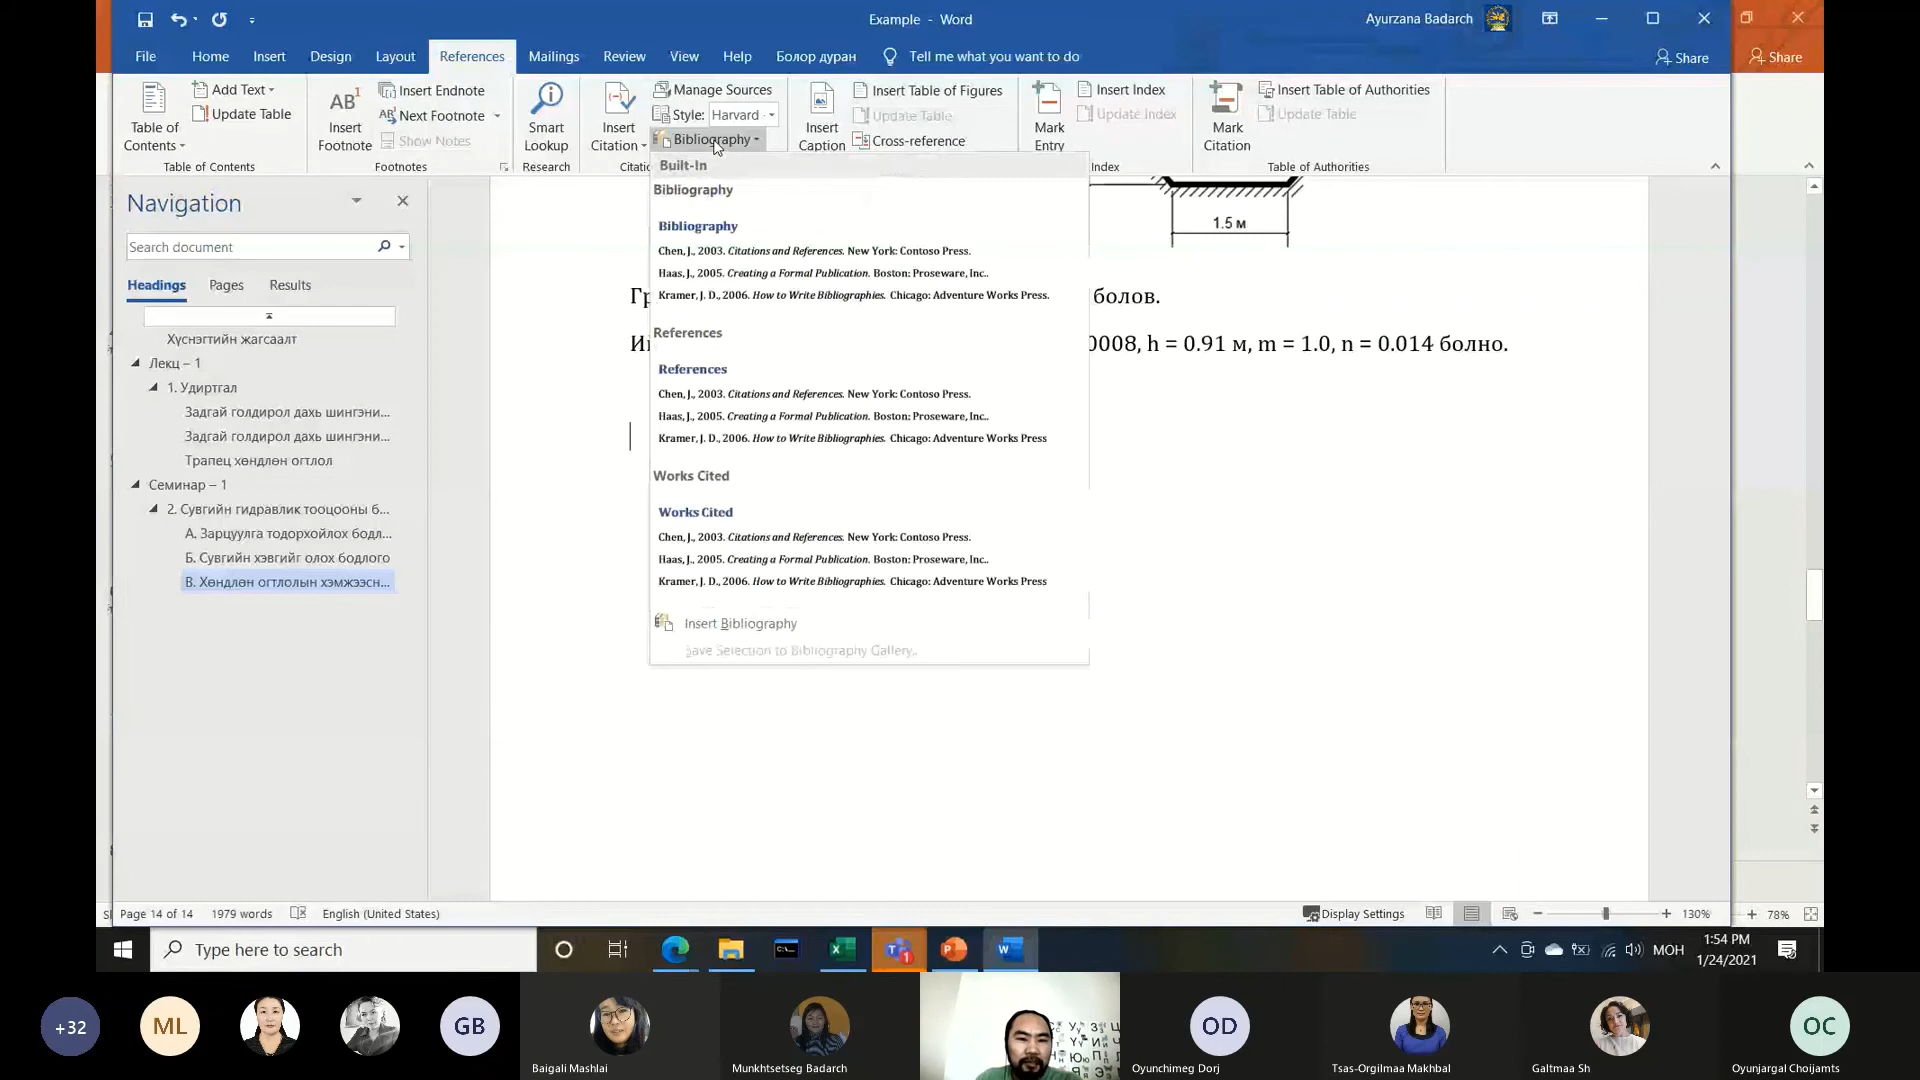 Example - Word
Ayurzana Badarch
File Home Insert Design Layout References Mailings Review View Help Болор дуран Tell me what you want to do Share Share
Table of Contents
Add Text
Update Table
Table of Contents
AB¹ Insert Footnote
Insert Endnote
Next Footnote
Show Notes
Footnotes
Smart Lookup
Research
Insert Citation
Manage Sources
Style: Harvard
Bibliography
Insert Caption
Insert Table of Figures
Update Table
Cross-reference
Mark Entry
Insert Index
Update Index
Index
Mark Citation
Insert Table of Authorities
Update Table
Table of Authorities
Navigation
Search document
Headings Pages Results
Хүснэгтийн жагсаалт
Лекц – 1
1. Удиртгал
Задгай голдирол дахь шингэни...
Задгай голдирол дахь шингэни...
Трапец хөндлөн огтлол
Семинар – 1
2. Сувгийн гидравлик тооцооны б...
А. Зарцуулга тодорхойлох бодл...
Б. Сувгийн хэвгийг олох бодлого
В. Хөндлөн огтлолын хэмжээсн...
Built-In
Bibliography
Bibliography
Chen, J., 2003. Citations and References. New York: Contoso Press.
Haas, J., 2005. Creating a Formal Publication. Boston: Proseware, Inc..
Kramer, J. D., 2006. How to Write Bibliographies. Chicago: Adventure Works Press.
References
References
Chen, J., 2003. Citations and References. New York: Contoso Press.
Haas, J., 2005. Creating a Formal Publication. Boston: Proseware, Inc..
Kramer, J. D., 2006. How to Write Bibliographies. Chicago: Adventure Works Press
Works Cited
Works Cited
Chen, J., 2003. Citations and References. New York: Contoso Press.
Haas, J., 2005. Creating a Formal Publication. Boston: Proseware, Inc..
Kramer, J. D., 2006. How to Write Bibliographies. Chicago: Adventure Works Press
Insert Bibliography
Save Selection to Bibliography Gallery..
1.5 м
болов.
0008, h = 0.91 м, m = 1.0, n = 0.014 болно.
Page 14 of 14 1979 words English (United States) Display Settings 130% 78%
Type here to search
МОН
1:54 PM
1/24/2021
+32 ML GB OD OC
Baigali Mashlai Munkhtsetseg Badarch Oyunchimeg Dorj Tsas-Orgilmaa Makhbal Galtmaa Sh Oyunjargal Choijamts